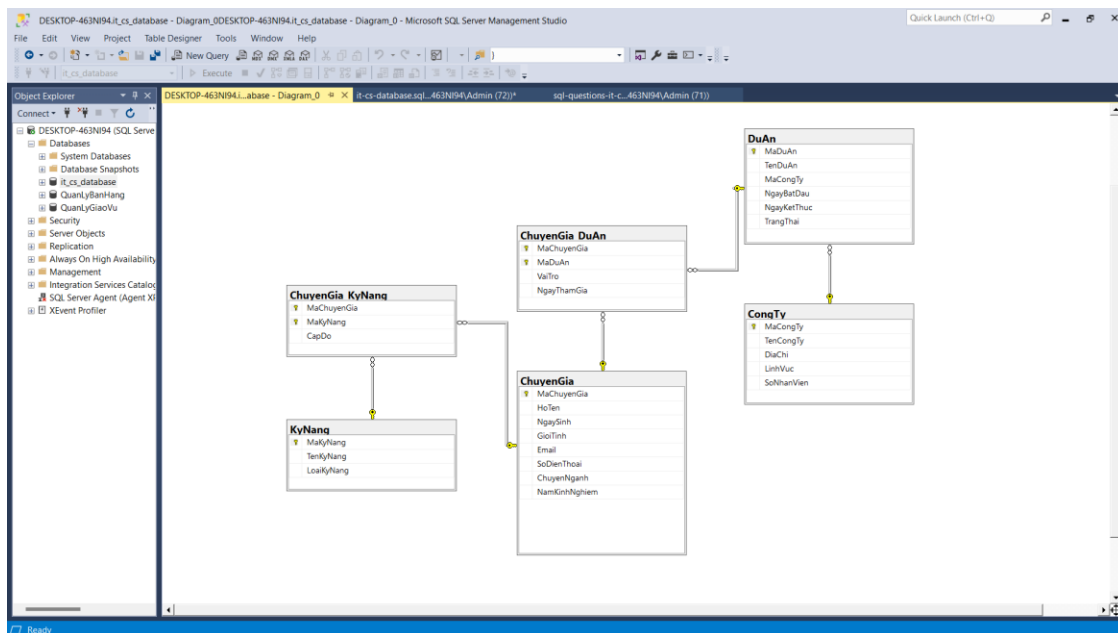 DESKTOP-463NI94.it_cs_database - Diagram_0DESKTOP-463NI94.it_cs_database - Diagram_0 - Microsoft SQL Server Management Studio
Quick Launch (Ctrl+Q)
File Edit View Project Table Designer Tools Window Help
New Query
it_cs_database
Execute
Object Explorer
Connect
DESKTOP-463NI94 (SQL Serve
Databases
System Databases
Database Snapshots
it_cs_database
QuanLyBanHang
QuanLyGiaoVu
Security
Server Objects
Replication
Always On High Availability
Management
Integration Services Catalog
SQL Server Agent (Agent XI
XEvent Profiler
DESKTOP-463NI94.i...abase - Diagram_0
it-cs-database.sql...463NI94\Admin (72))*
sql-questions-it-c...463NI94\Admin (71))
DuAn
MaDuAn
TenDuAn
MaCongTy
NgayBatDau
NgayKetThuc
TrangThai
ChuyenGia_DuAn
MaChuyenGia
MaDuAn
VaiTro
NgayThamGia
ChuyenGia_KyNang
MaChuyenGia
MaKyNang
CapDo
CongTy
MaCongTy
TenCongTy
DiaChi
LinhVuc
SoNhanVien
ChuyenGia
MaChuyenGia
HoTen
NgaySinh
GioiTinh
Email
SoDienThoai
ChuyenNganh
NamKinhNghiem
KyNang
MaKyNang
TenKyNang
LoaiKyNang
Ready